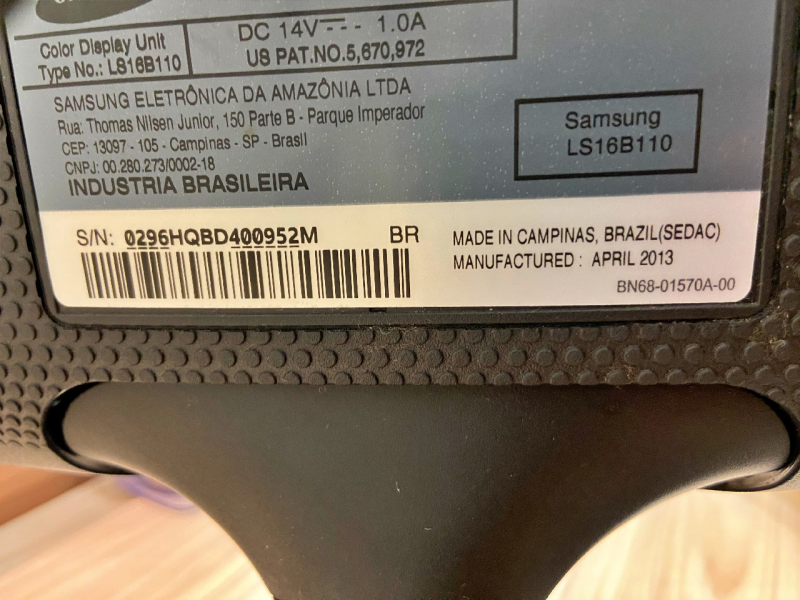 DC 14V⎓ 1.0A
US PAT.NO.5,670,972
Color Display Unit
Type No.: LS16B110
SAMSUNG ELETRÔNICA DA AMAZÔNIA LTDA
Rua: Thomas Nilsen Junior, 150 Parte B - Parque Imperador
CEP: 13097 - 105 - Campinas - SP - Brasil
CNPJ: 00.280.273/0002-18
INDUSTRIA BRASILEIRA
Samsung
LS16B110
S/N: 0296HQBD400952M BR
MADE IN CAMPINAS, BRAZIL(SEDAC)
MANUFACTURED : APRIL 2013
BN68-01570A-00